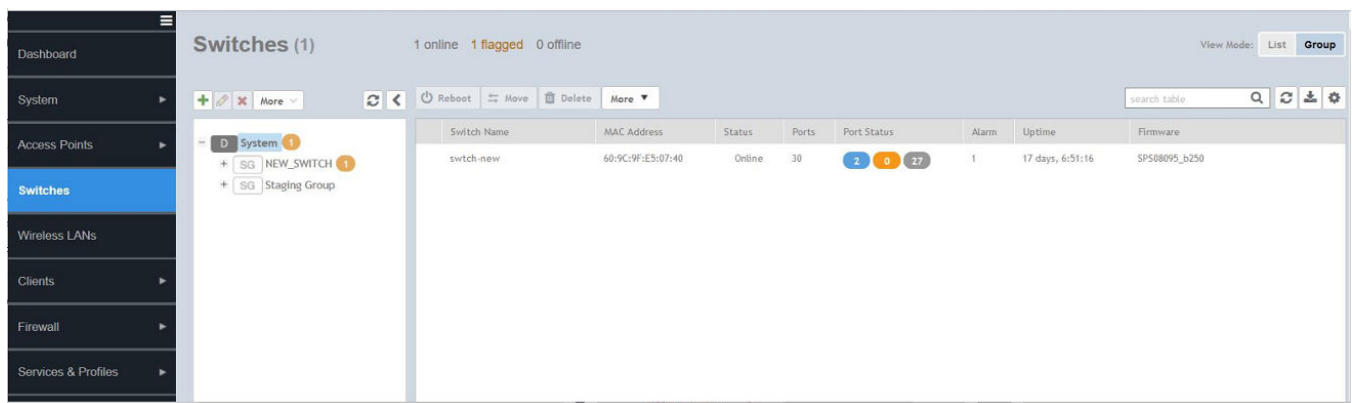 Dashboard
System
Access Points
Switches
Wireless LANs
Clients
Firewall
Services & Profiles
Switches (1)
1 online 1 flagged 0 offline
View Mode: List Group
More
Reboot Move Delete More
search table
D System 1
SG NEW_SWITCH 1
SG Staging Group
Switch Name MAC Address Status Ports Port Status Alarm Uptime Firmware
swtch-new 60:9C:9F:E5:07:40 Online 30 2 0 27 1 17 days, 6:51:16 SPS08095_b250